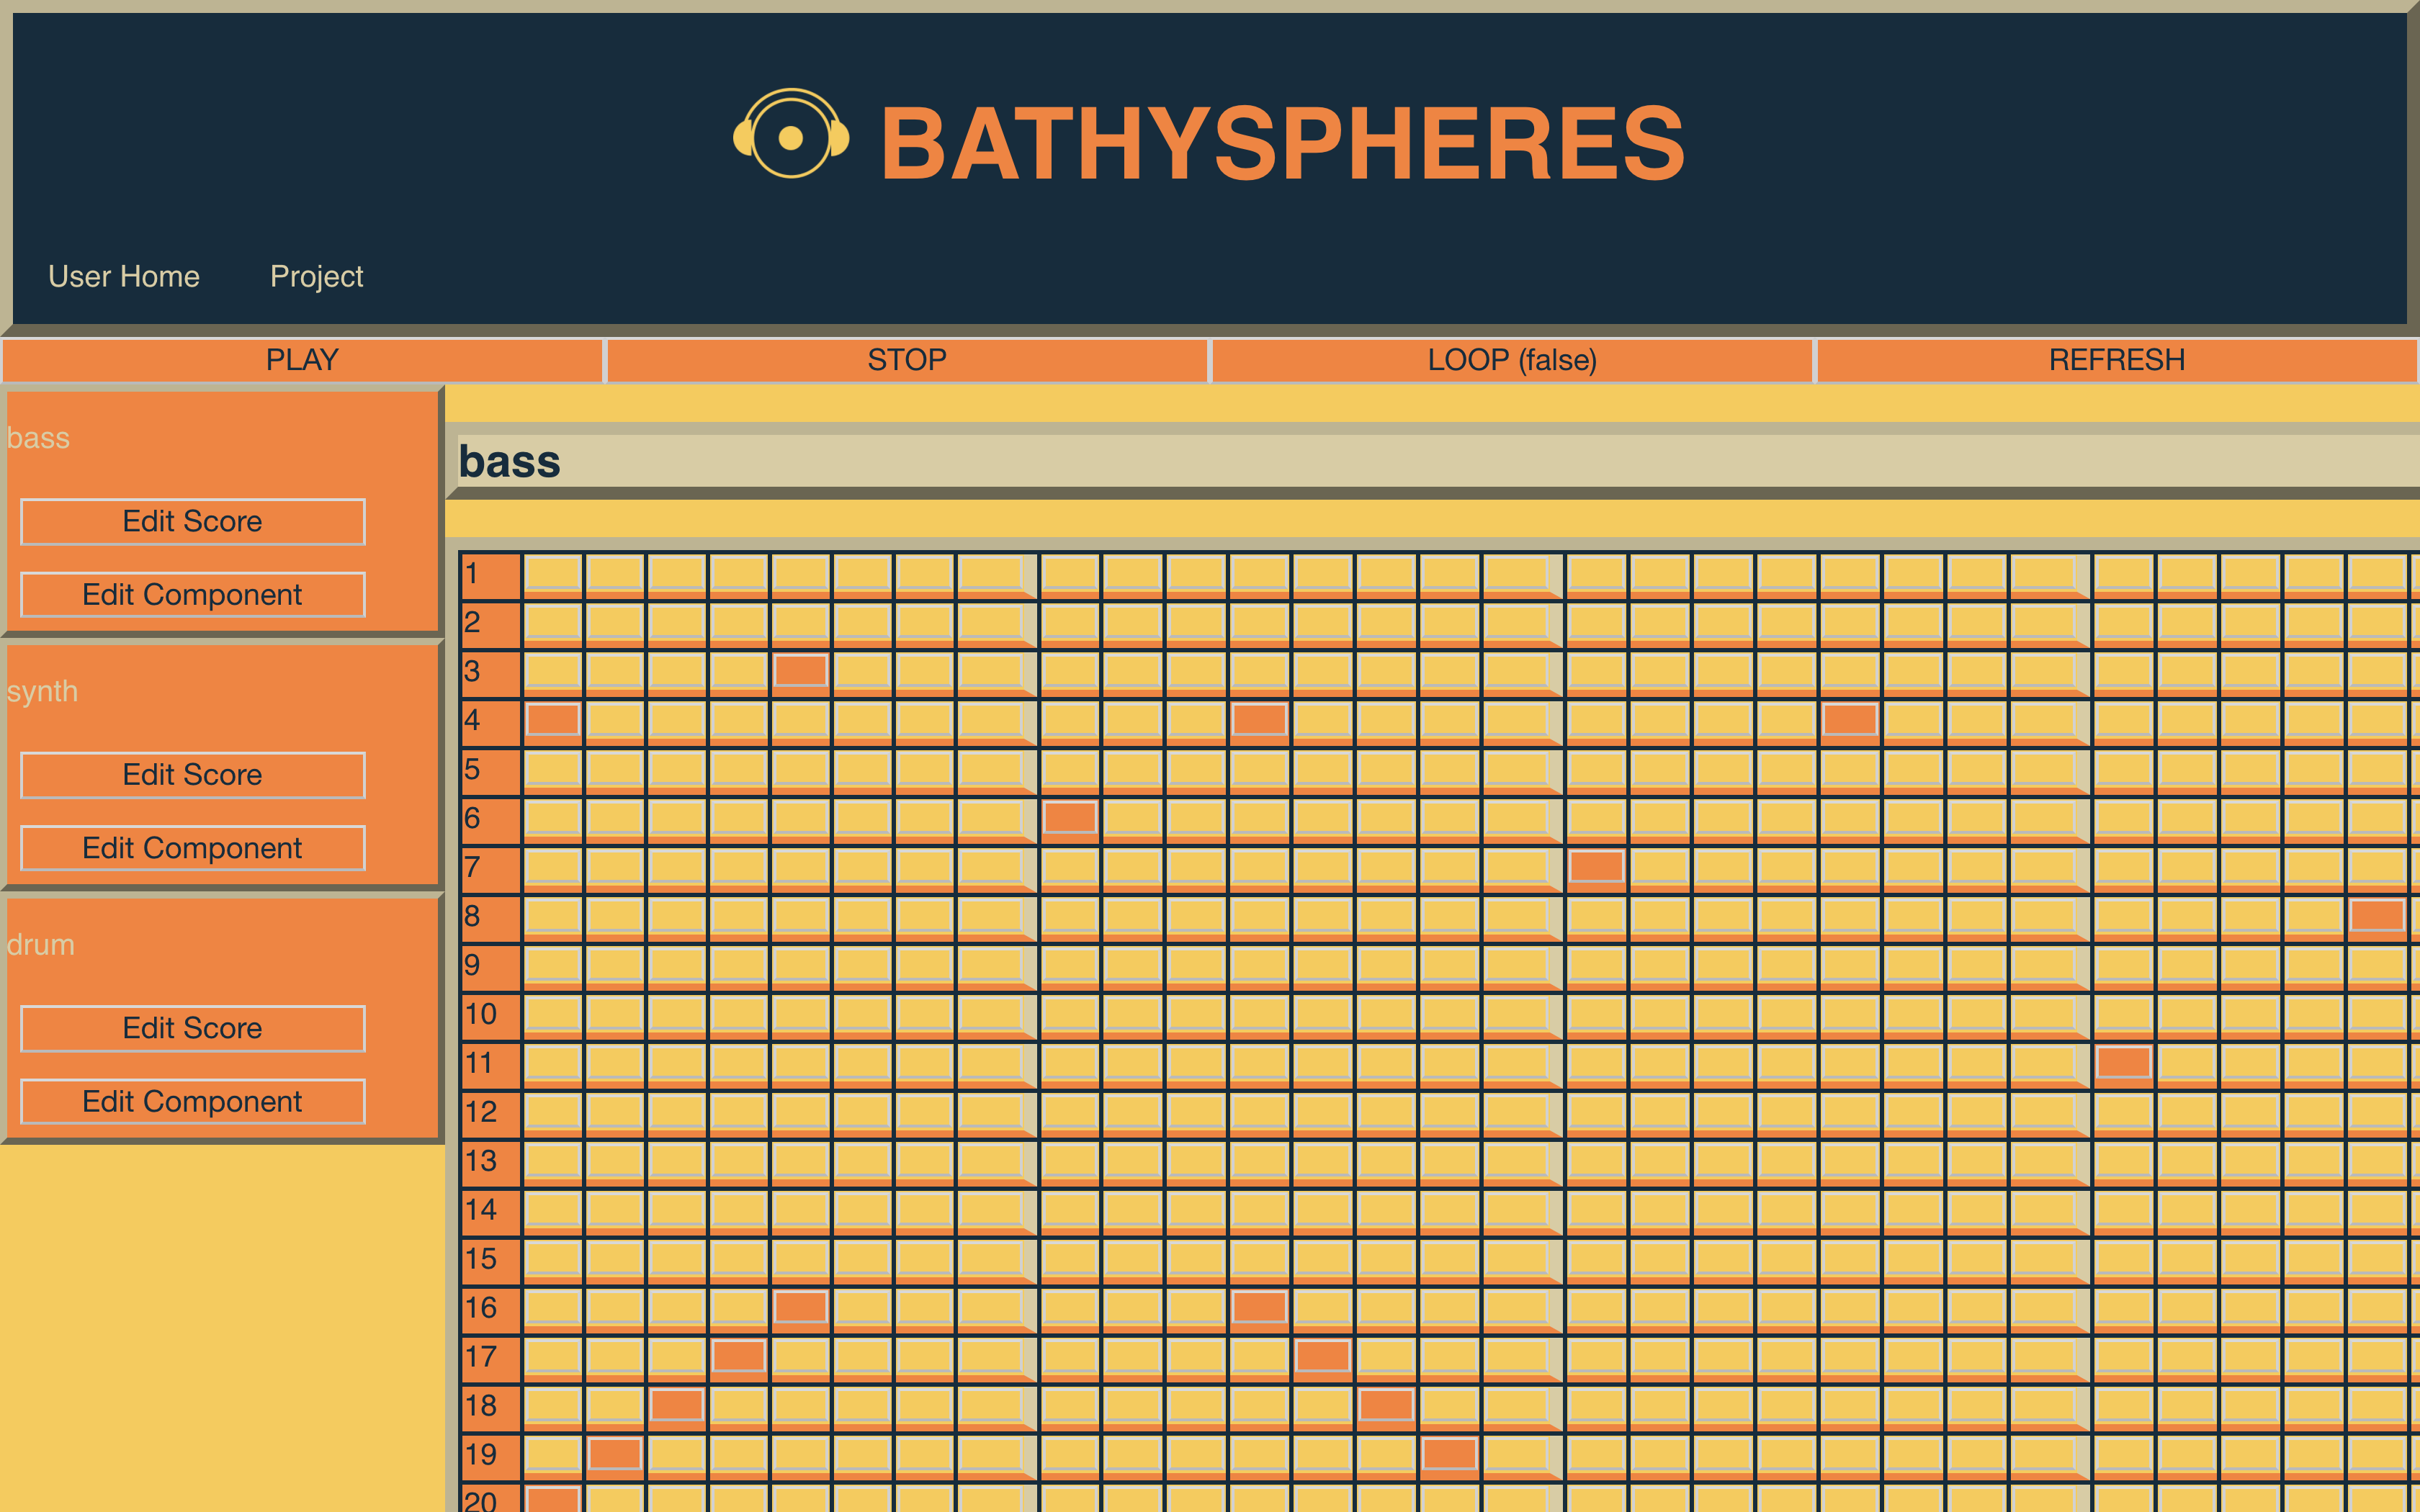 BATHYSPHERES
User Home Project
PLAY STOP LOOP (false) REFRESH
bass
Edit Score
Edit Component
synth
Edit Score
Edit Component
drum
Edit Score
Edit Component
bass
1
2
3
4
5
6
7
8
9
10
11
12
13
14
15
16
17
18
19
20